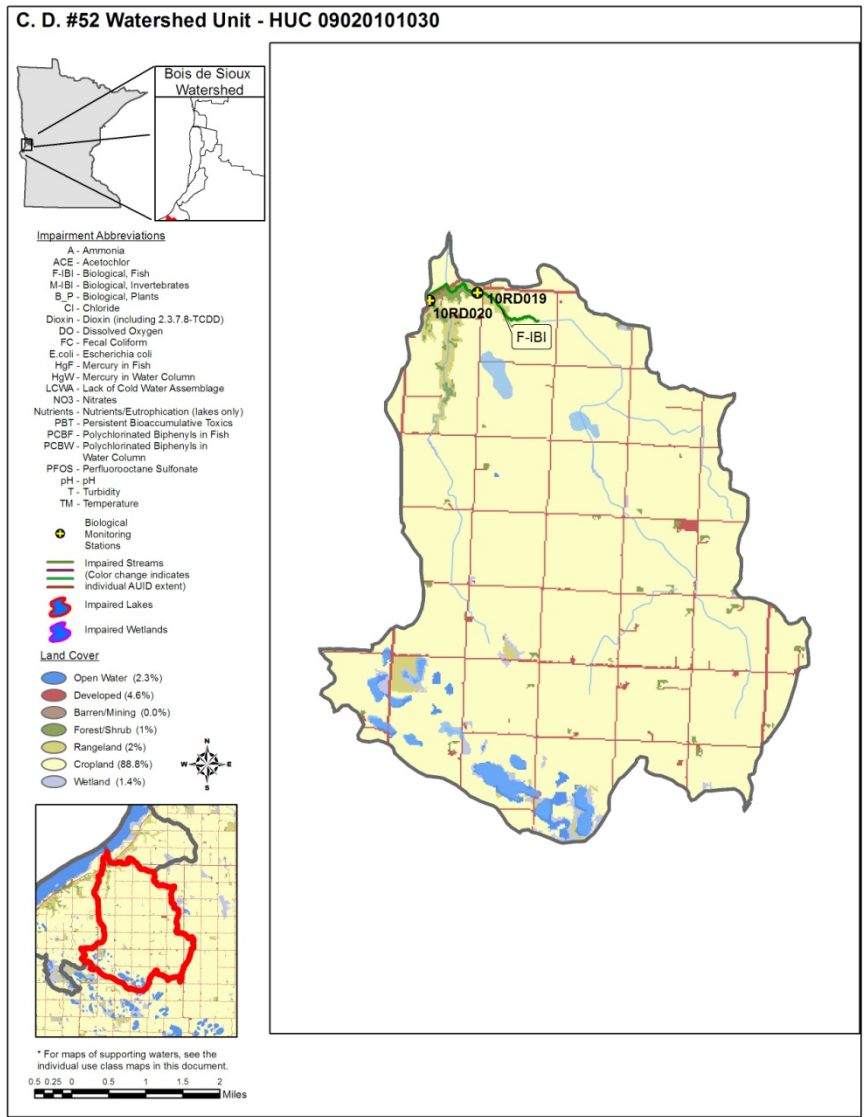 C. D. #52 Watershed Unit - HUC 09020101030
Bois de Sioux
Watershed
Impairment Abbreviations
A - Ammonia
ACE - Acetochlor
F-IBI - Biological, Fish
M-IBI - Biological, Invertebrates
B_P - Biological, Plants
Cl - Chloride
Dioxin - Dioxin (including 2.3.7.8-TCDD)
DO - Dissolved Oxygen
FC - Fecal Coliform
E.coli - Escherichia coli
HgF - Mercury in Fish
HgW - Mercury in Water Column
LCWA - Lack of Cold Water Assemblage
NO3 - Nitrates
Nutrients - Nutrients/Eutrophication (lakes only)
PBT - Persistent Bioaccumulative Toxics
PCBF - Polychlorinated Biphenyls in Fish
PCBW - Polychlorinated Biphenyls in
Water Column
PFOS - Perfluorooctane Sulfonate
pH - pH
T - Turbidity
TM - Temperature
Biological
Monitoring
Stations
Impaired Streams
(Color change indicates
individual AUID extent)
Impaired Lakes
Impaired Wetlands
Land Cover
Open Water (2.3%)
Developed (4.6%)
Barren/Mining (0.0%)
Forest/Shrub (1%)
Rangeland (2%)
Cropland (88.8%)
Wetland (1.4%)
N
W E
S
10RD019
10RD020
F-IBI
* For maps of supporting waters, see the
individual use class maps in this document.
0.5 0.25 0 0.5 1 1.5 2
Miles